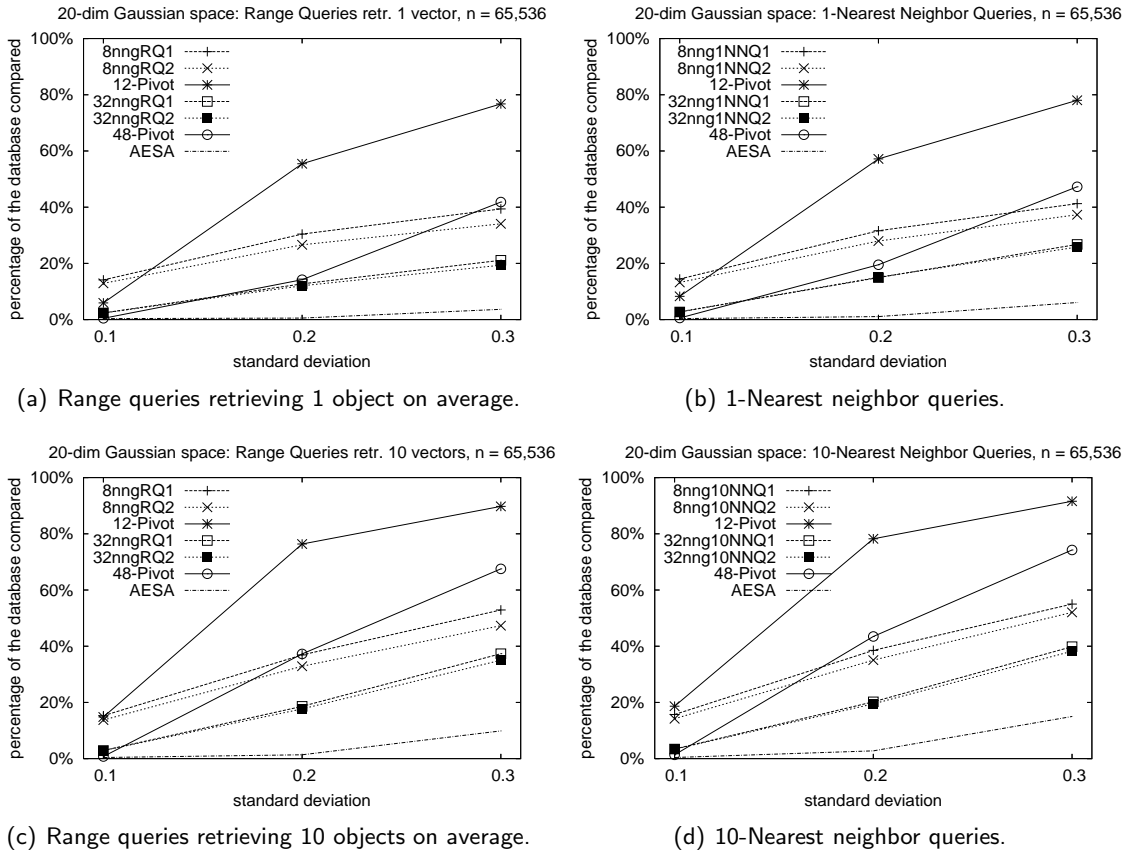 20-dim Gaussian space: Range Queries retr. 1 vector, n = 65,536
percentage of the database compared
100%
80%
60%
40%
20%
0%
8nngRQ1
8nngRQ2
12-Pivot
32nngRQ1
32nngRQ2
48-Pivot
AESA
0.1 0.2 0.3
standard deviation
(a) Range queries retrieving 1 object on average.
20-dim Gaussian space: 1-Nearest Neighbor Queries, n = 65,536
percentage of the database compared
100%
80%
60%
40%
20%
0%
8nng1NNQ1
8nng1NNQ2
12-Pivot
32nng1NNQ1
32nng1NNQ2
48-Pivot
AESA
0.1 0.2 0.3
standard deviation
(b) 1-Nearest neighbor queries.
20-dim Gaussian space: Range Queries retr. 10 vectors, n = 65,536
percentage of the database compared
100%
80%
60%
40%
20%
0%
8nngRQ1
8nngRQ2
12-Pivot
32nngRQ1
32nngRQ2
48-Pivot
AESA
0.1 0.2 0.3
standard deviation
(c) Range queries retrieving 10 objects on average.
20-dim Gaussian space: 10-Nearest Neighbor Queries, n = 65,536
percentage of the database compared
100%
80%
60%
40%
20%
0%
8nng10NNQ1
8nng10NNQ2
12-Pivot
32nng10NNQ1
32nng10NNQ2
48-Pivot
AESA
0.1 0.2 0.3
standard deviation
(d) 10-Nearest neighbor queries.